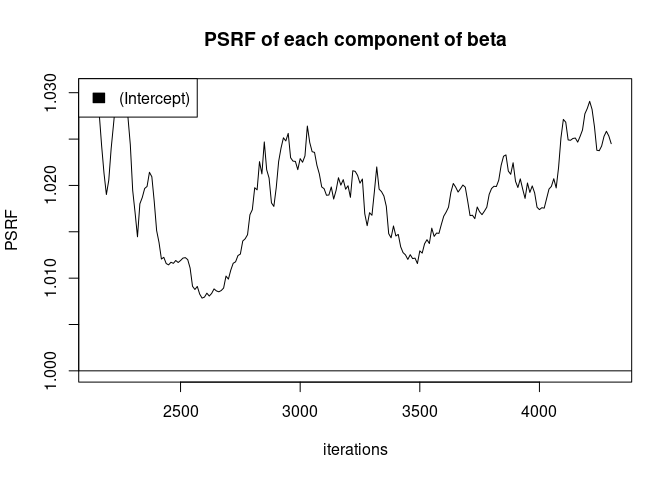 PSRF of each component of beta
(Intercept)
PSRF
1.030
1.020
1.010
1.000
2500 3000 3500 4000
iterations